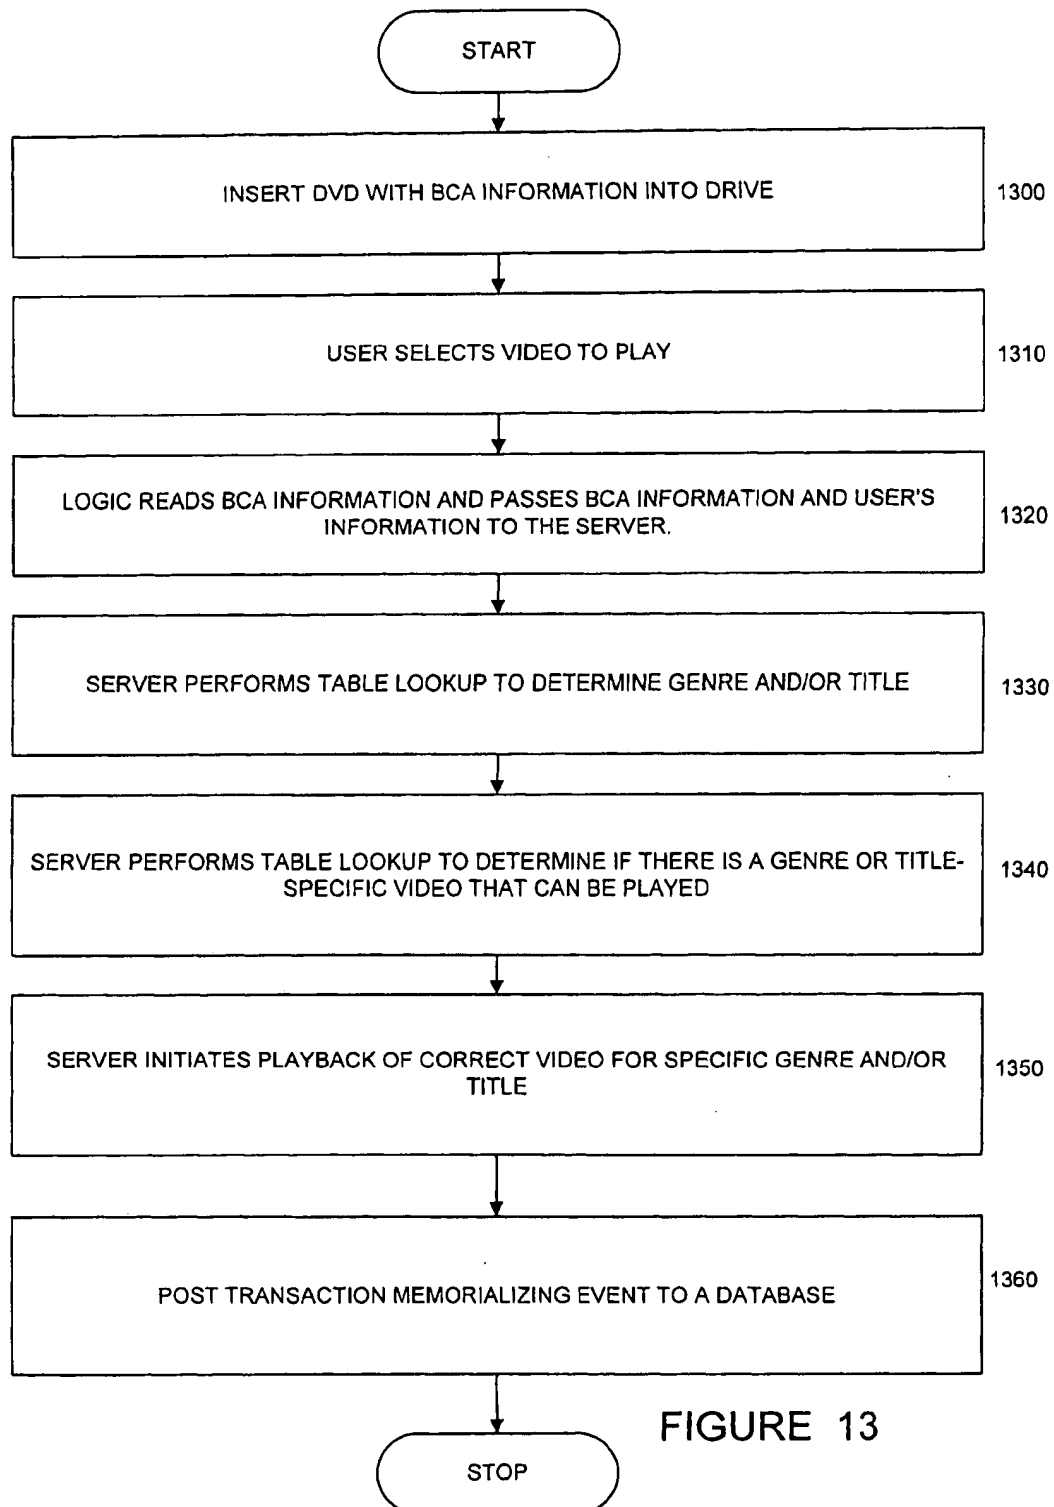 START
INSERT DVD WITH BCA INFORMATION INTO DRIVE
1300
USER SELECTS VIDEO TO PLAY
1310
LOGIC READS BCA INFORMATION AND PASSES BCA INFORMATION AND USER'S
INFORMATION TO THE SERVER.
1320
SERVER PERFORMS TABLE LOOKUP TO DETERMINE GENRE AND/OR TITLE
1330
SERVER PERFORMS TABLE LOOKUP TO DETERMINE IF THERE IS A GENRE OR TITLE-
SPECIFIC VIDEO THAT CAN BE PLAYED
1340
SERVER INITIATES PLAYBACK OF CORRECT VIDEO FOR SPECIFIC GENRE AND/OR
TITLE
1350
POST TRANSACTION MEMORIALIZING EVENT TO A DATABASE
1360
FIGURE 13
STOP